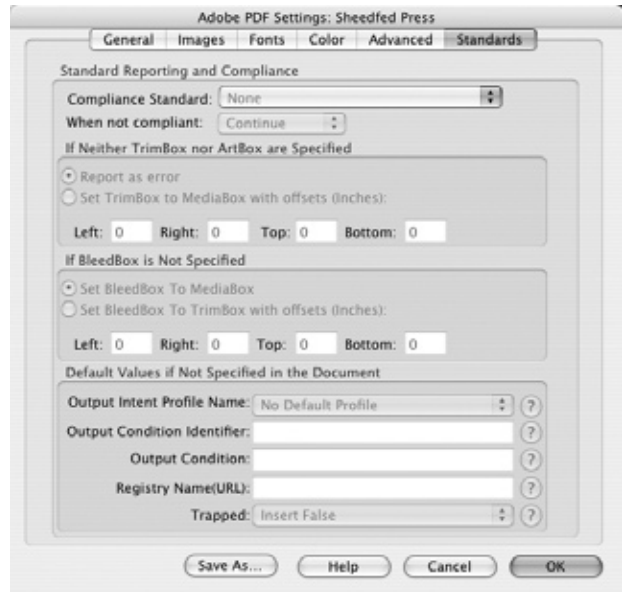 Adobe PDF Settings: Sheedfed Press
General Images Fonts Color Advanced Standards
Standard Reporting and Compliance
Compliance Standard: None
When not compliant: Continue
If Neither TrimBox nor ArtBox are Specified
Report as error
Set TrimBox to MediaBox with offsets (Inches):
Left: 0 Right: 0 Top: 0 Bottom: 0
If BleedBox is Not Specified
Set BleedBox To MediaBox
Set BleedBox To TrimBox with offsets (Inches):
Left: 0 Right: 0 Top: 0 Bottom: 0
Default Values if Not Specified in the Document
Output Intent Profile Name: No Default Profile ?
Output Condition Identifier: ?
Output Condition: ?
Registry Name(URL): ?
Trapped: Insert False ?
Save As... Help Cancel OK